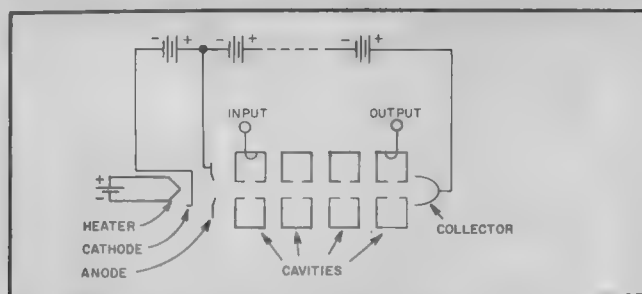 - + - + - +
INPUT OUTPUT
+
-
HEATER
CATHODE
ANODE
CAVITIES
COLLECTOR